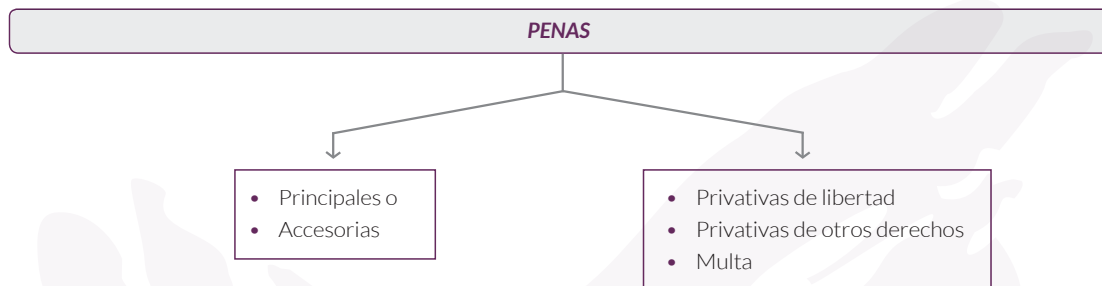 PENAS
• Principales o
• Accesorias
• Privativas de libertad
• Privativas de otros derechos
• Multa